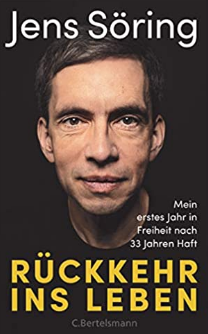 Jens Söring
Mein
erstes Jahr in
Freiheit nach
33 Jahren Haft
RÜCKKEHR
INS LEBEN
C.Bertelsmann